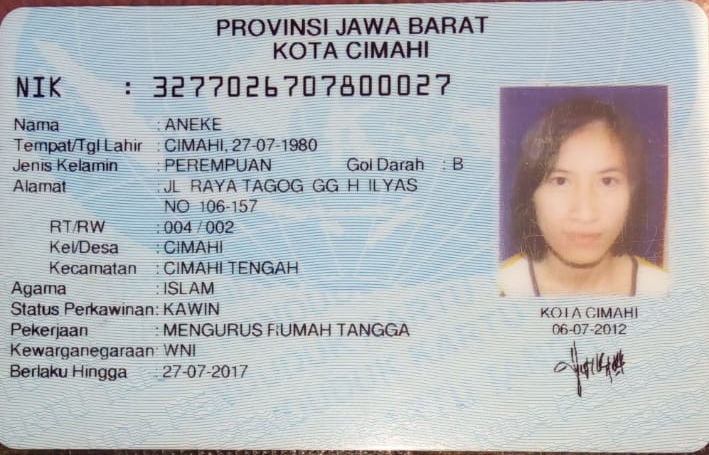 PROVINSI JAWA BARAT
KOTA CIMAHI
NIK : 3277026707800027
Nama : ANEKE
Tempat/Tgl Lahir : CIMAHI, 27-07-1980
Jenis Kelamin : PEREMPUAN Gol Darah : B
Alamat : JL RAYA TAGOG GG H ILYAS
NO 106-157
RT/RW : 004 / 002
Kel/Desa : CIMAHI
Kecamatan : CIMAHI TENGAH
Agama : ISLAM
Status Perkawinan: KAWIN
Pekerjaan : MENGURUS RUMAH TANGGA
Kewarganegaraan: WNI
Berlaku Hingga : 27-07-2017
KOTA CIMAHI
06-07-2012